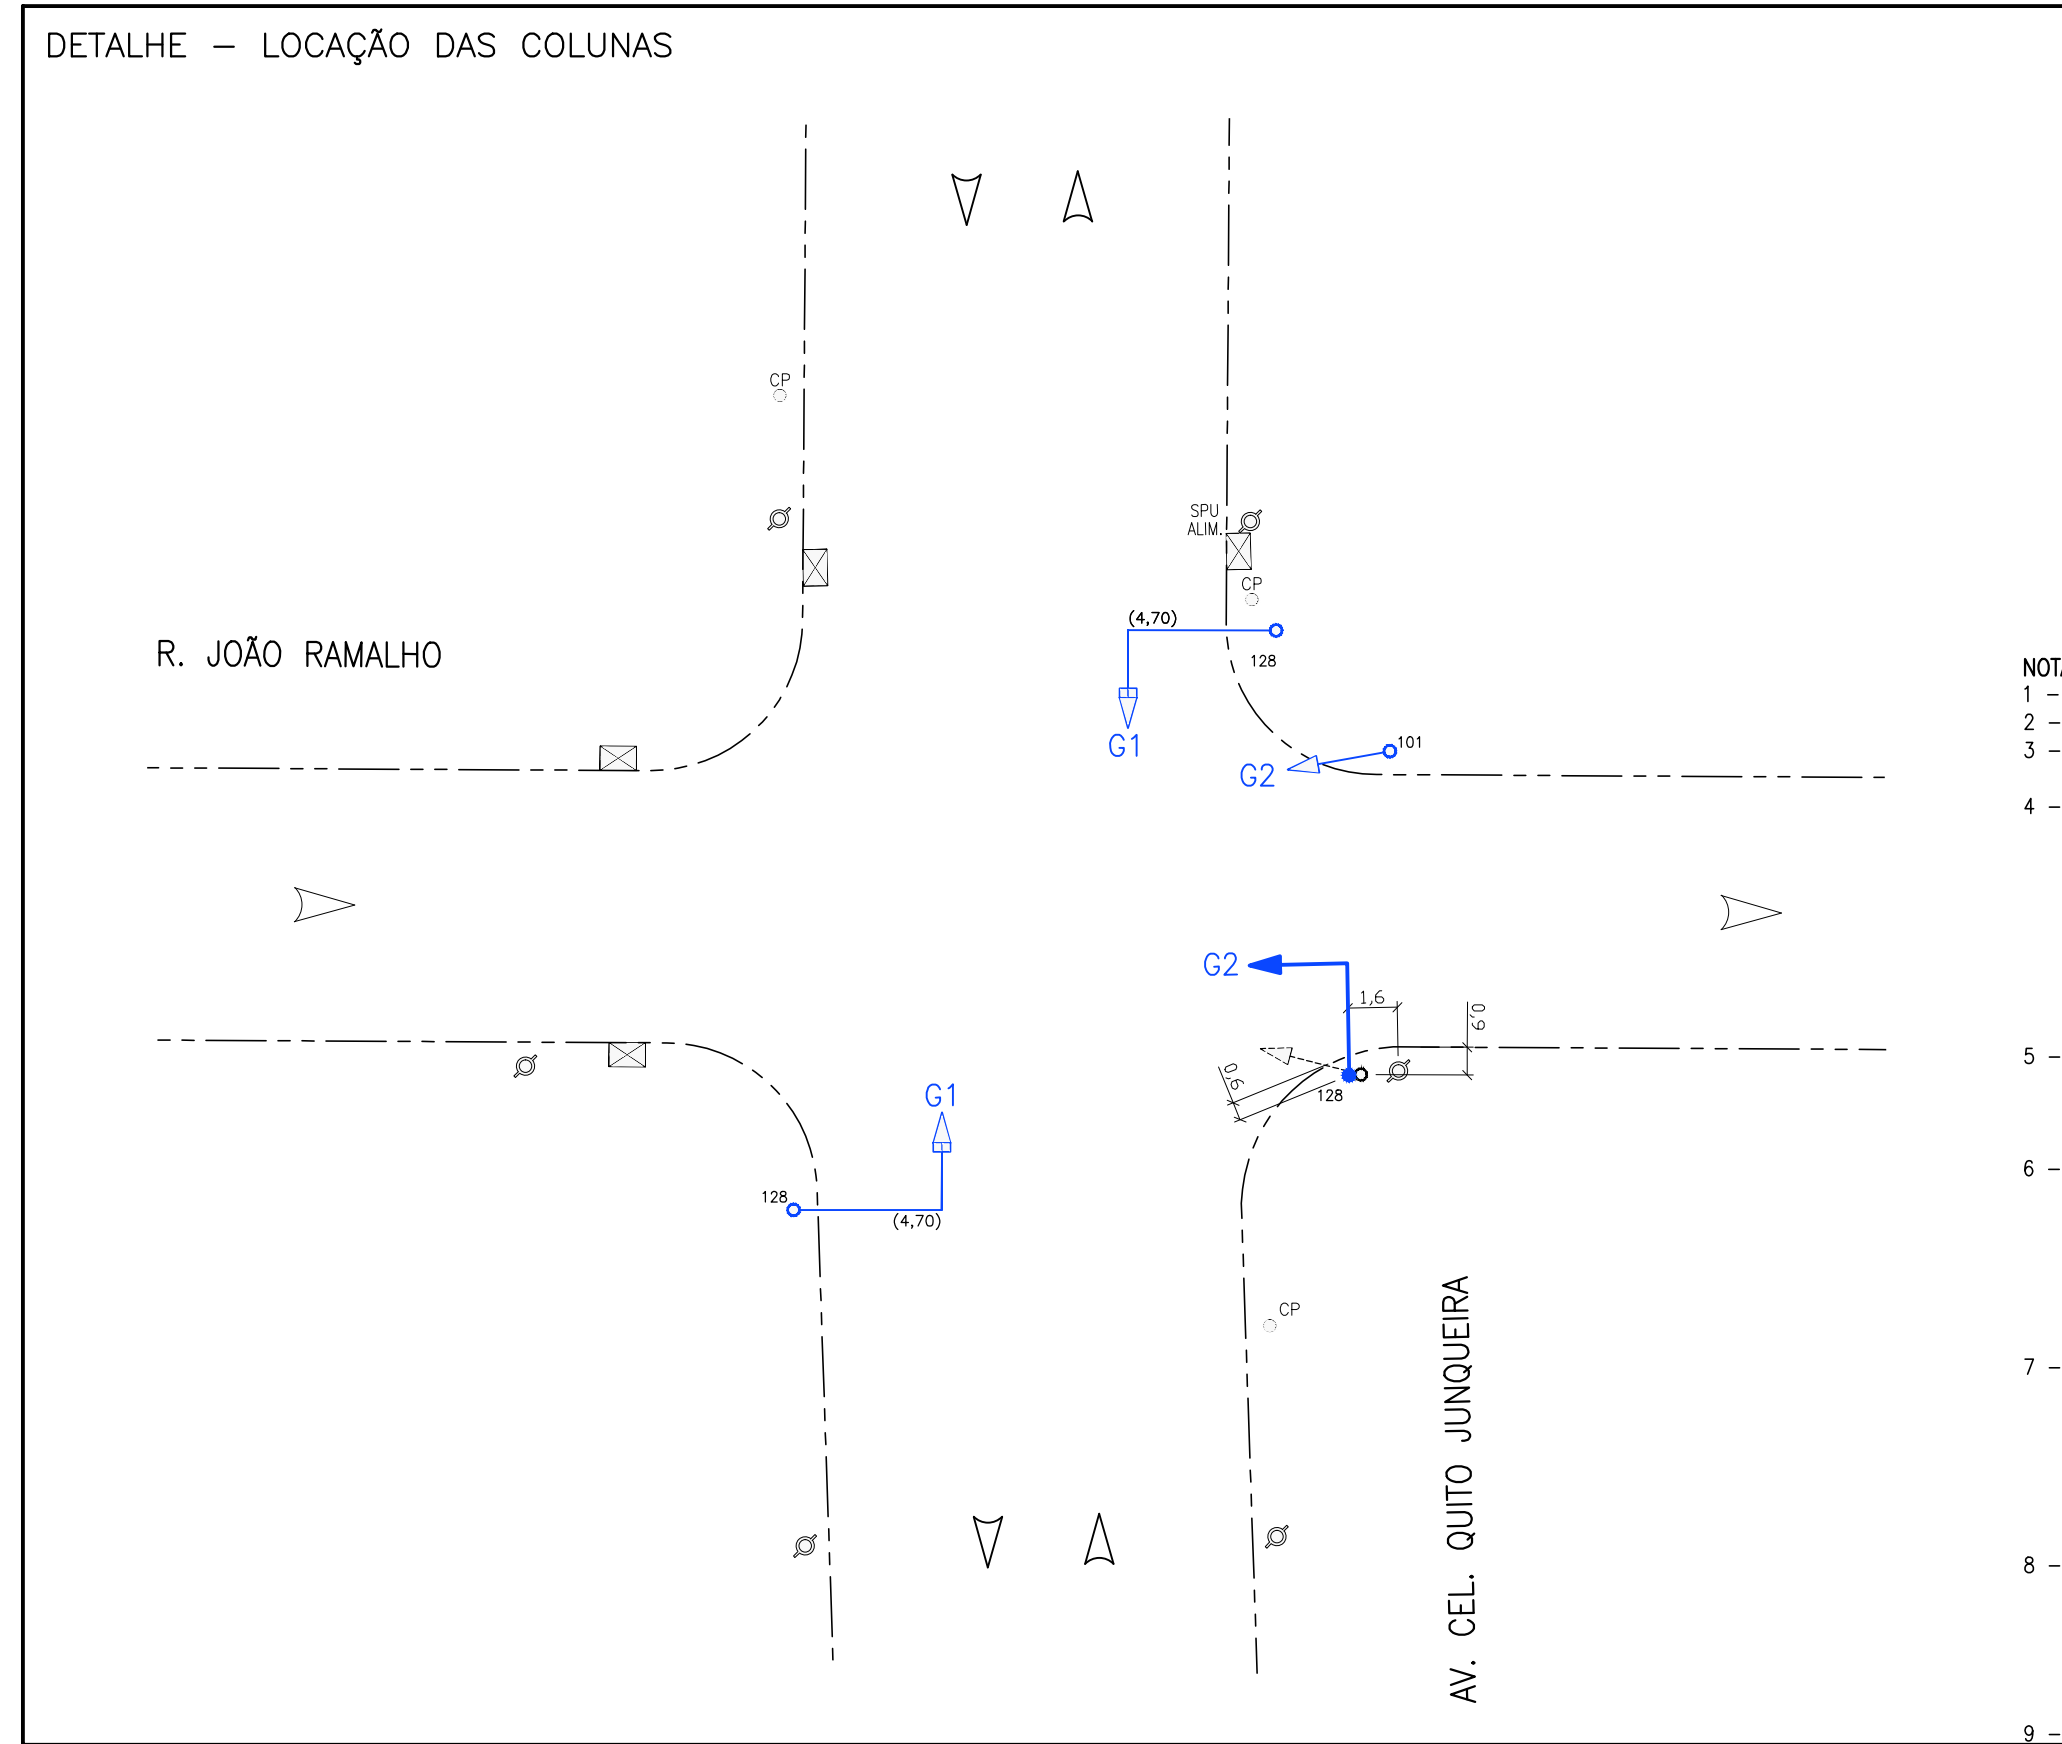 DETALHE – LOCAÇÃO DAS COLUNAS
CP
SPU
ALIM.
CP
(4,70)
128
R. JOÃO RAMALHO
G1
101
G2
G2
1,6
0,9
0,6
128
G1
128
(4,70)
CP
AV. CEL. QUITO JUNQUEIRA
1 –
2 –
3 –
4 –
5 –
6 –
7 –
8 –
9 –